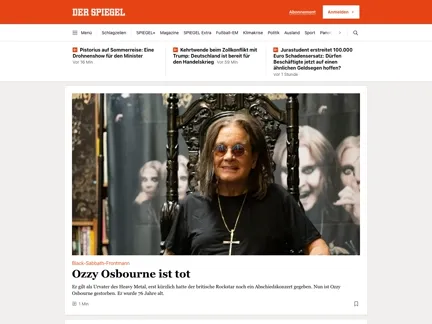 DER SPIEGEL
Abonnement
Anmelden
Menü
Schlagzeilen
SPIEGEL+
Magazine
SPIEGEL Extra
Fußball-EM
Klimakrise
Politik
Ausland
Sport
Pistorius auf Sommerreise: Eine
Drohnenshow für den Minister
Vor 16 Min
Kehrtwende beim Zollkonflikt mit
Trump: Deutschland ist bereit für
den Handelskrieg Vor 59 Min
Jurastudent erstreitet 100.000
Euro Schadensersatz: Dürfen
Beschäftigte jetzt auf einen
ähnlichen Geldsegen hoffen?
Vor 1 Stunde
Black-Sabbath-Frontmann
Ozzy Osbourne ist tot
Er gilt als Urvater des Heavy Metal, erst kürzlich hatte der britische Rockstar noch ein Abschiedskonzert gegeben. Nun ist Ozzy
Osbourne gestorben. Er wurde 76 Jahre alt.
1 Min